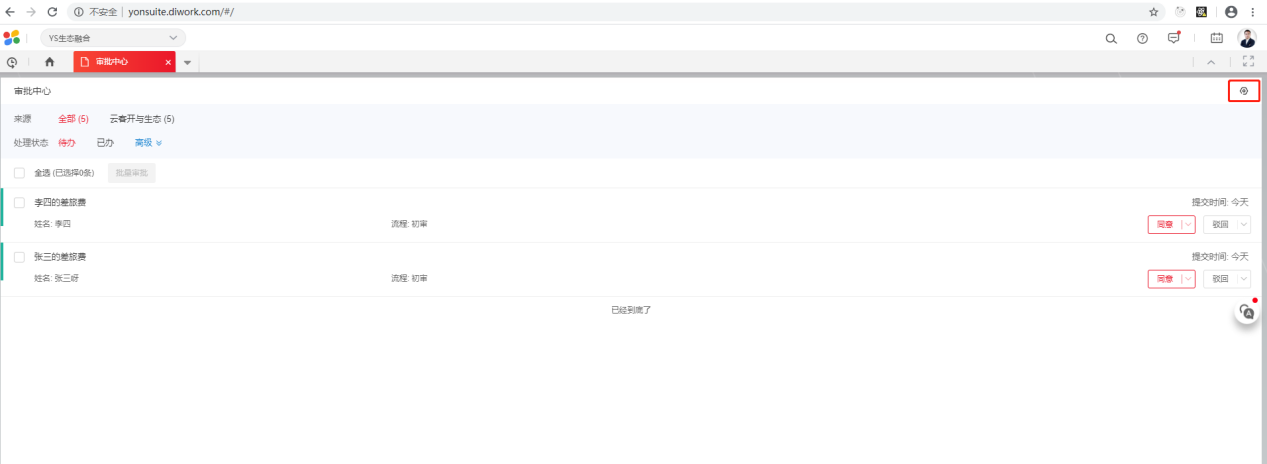 不安全 yonsuite.diwork.com/#/
YS生态融合
审批中心
审批中心
来源 全部 (5) 云春开与生态 (5)
处理状态 待办 已办 高级
全选 (已选择0条) 批量审批
李四的差旅费 提交时间: 今天
姓名: 李四 流程: 初审 同意 驳回
张三的差旅费 提交时间: 今天
姓名: 张三呀 流程: 初审 同意 驳回
已经到底了